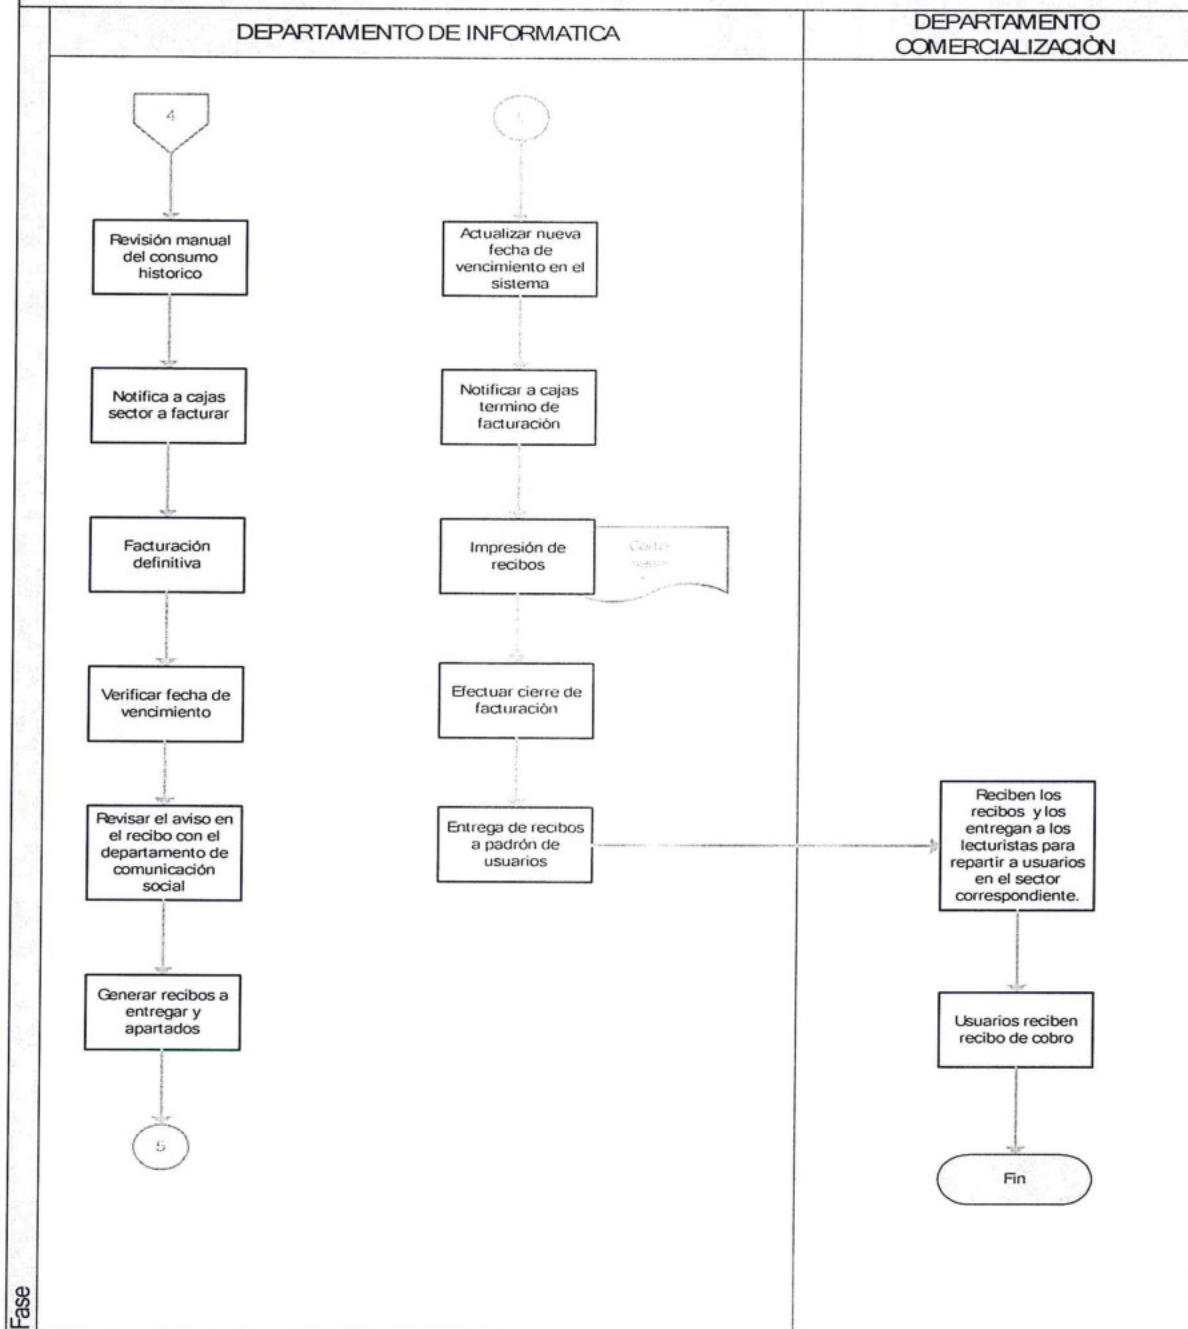 DEPARTAMENTO DE INFORMATICA
DEPARTAMENTO
COMERCIALIZACIÒN
4
Revisión manual
del consumo
historico
Notifica a cajas
sector a facturar
Facturación
definitiva
Verificar fecha de
vencimiento
Revisar el aviso en
el recibo con el
departamento de
comunicación
social
Generar recibos a
entregar y
apartados
5
Actualizar nueva
fecha de
vencimiento en el
sistema
Notificar a cajas
termino de
facturación
Impresión de
recibos
Efectuar cierre de
facturación
Entrega de recibos
a padrón de
usuarios
Reciben los
recibos y los
entregan a los
lecturistas para
repartir a usuarios
en el sector
correspondiente.
Usuarios reciben
recibo de cobro
Fin
Fase